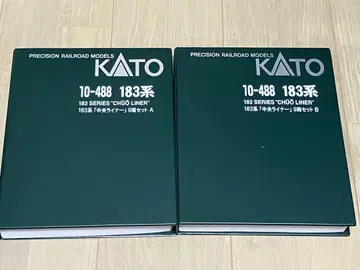 PRECISION RAILROAD MODELS
KATO
10-488 183系
183 SERIES "CHŪŌ LINER"
183系「中央ライナー」9両セット A
PRECISION RAILROAD MODELS
KATO
10-488 183系
183 SERIES "CHŪŌ LINER"
183系「中央ライナー」9両セット B